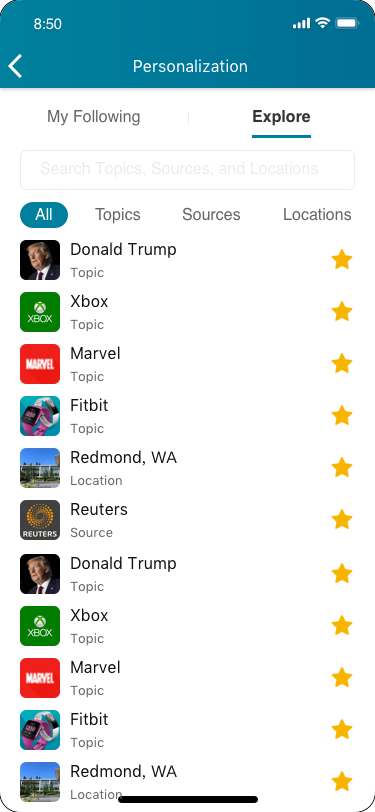 8:50
Personalization
My Following
Explore
Search Topics, Sources, and Locations
All
Topics
Sources
Locations
Donald Trump
Topic
XBOX
Xbox
Topic
MARVEL
Marvel
Topic
Fitbit
Topic
Redmond, WA
Location
REUTERS
Reuters
Source
Donald Trump
Topic
XBOX
Xbox
Topic
MARVEL
Marvel
Topic
Fitbit
Topic
Redmond, WA
Location